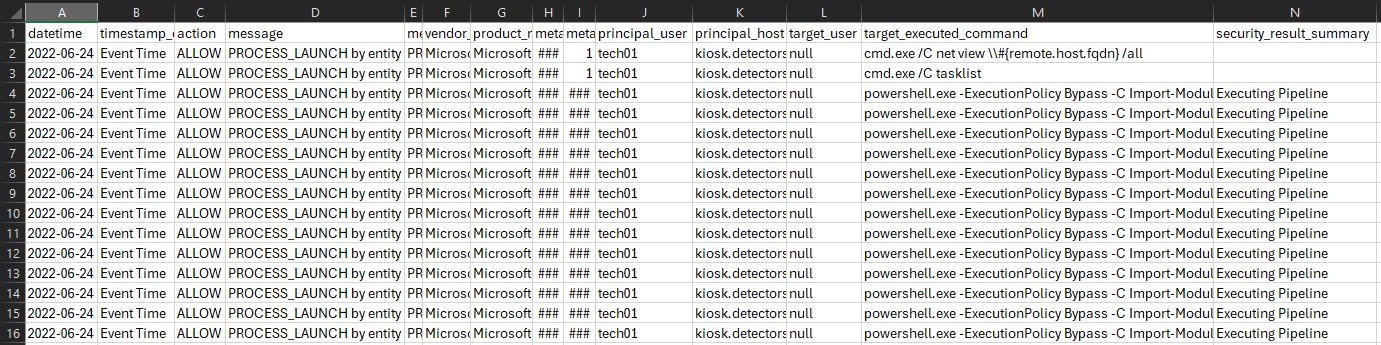 A B C D E F G H I J K L M N
1 datetime timestamp_ action message me vendor_ product_n meta meta principal_user principal_host target_user target_executed_command security_result_summary
2 2022-06-24 Event Time ALLOW PROCESS_LAUNCH by entity PR Micros Microsoft ### 1 tech01 kiosk.detectors null cmd.exe /C net view \\#{remote.host.fqdn} /all
3 2022-06-24 Event Time ALLOW PROCESS_LAUNCH by entity PR Micros Microsoft ### 1 tech01 kiosk.detectors null cmd.exe /C tasklist
4 2022-06-24 Event Time ALLOW PROCESS_LAUNCH by entity PR Micros Microsoft ### ### tech01 kiosk.detectors null powershell.exe -ExecutionPolicy Bypass -C Import-Modul Executing Pipeline
5 2022-06-24 Event Time ALLOW PROCESS_LAUNCH by entity PR Micros Microsoft ### ### tech01 kiosk.detectors null powershell.exe -ExecutionPolicy Bypass -C Import-Modul Executing Pipeline
6 2022-06-24 Event Time ALLOW PROCESS_LAUNCH by entity PR Micros Microsoft ### ### tech01 kiosk.detectors null powershell.exe -ExecutionPolicy Bypass -C Import-Modul Executing Pipeline
7 2022-06-24 Event Time ALLOW PROCESS_LAUNCH by entity PR Micros Microsoft ### ### tech01 kiosk.detectors null powershell.exe -ExecutionPolicy Bypass -C Import-Modul Executing Pipeline
8 2022-06-24 Event Time ALLOW PROCESS_LAUNCH by entity PR Micros Microsoft ### ### tech01 kiosk.detectors null powershell.exe -ExecutionPolicy Bypass -C Import-Modul Executing Pipeline
9 2022-06-24 Event Time ALLOW PROCESS_LAUNCH by entity PR Micros Microsoft ### ### tech01 kiosk.detectors null powershell.exe -ExecutionPolicy Bypass -C Import-Modul Executing Pipeline
10 2022-06-24 Event Time ALLOW PROCESS_LAUNCH by entity PR Micros Microsoft ### ### tech01 kiosk.detectors null powershell.exe -ExecutionPolicy Bypass -C Import-Modul Executing Pipeline
11 2022-06-24 Event Time ALLOW PROCESS_LAUNCH by entity PR Micros Microsoft ### ### tech01 kiosk.detectors null powershell.exe -ExecutionPolicy Bypass -C Import-Modul Executing Pipeline
12 2022-06-24 Event Time ALLOW PROCESS_LAUNCH by entity PR Micros Microsoft ### ### tech01 kiosk.detectors null powershell.exe -ExecutionPolicy Bypass -C Import-Modul Executing Pipeline
13 2022-06-24 Event Time ALLOW PROCESS_LAUNCH by entity PR Micros Microsoft ### ### tech01 kiosk.detectors null powershell.exe -ExecutionPolicy Bypass -C Import-Modul Executing Pipeline
14 2022-06-24 Event Time ALLOW PROCESS_LAUNCH by entity PR Micros Microsoft ### ### tech01 kiosk.detectors null powershell.exe -ExecutionPolicy Bypass -C Import-Modul Executing Pipeline
15 2022-06-24 Event Time ALLOW PROCESS_LAUNCH by entity PR Micros Microsoft ### ### tech01 kiosk.detectors null powershell.exe -ExecutionPolicy Bypass -C Import-Modul Executing Pipeline
16 2022-06-24 Event Time ALLOW PROCESS_LAUNCH by entity PR Micros Microsoft ### ### tech01 kiosk.detectors null powershell.exe -ExecutionPolicy Bypass -C Import-Modul Executing Pipeline